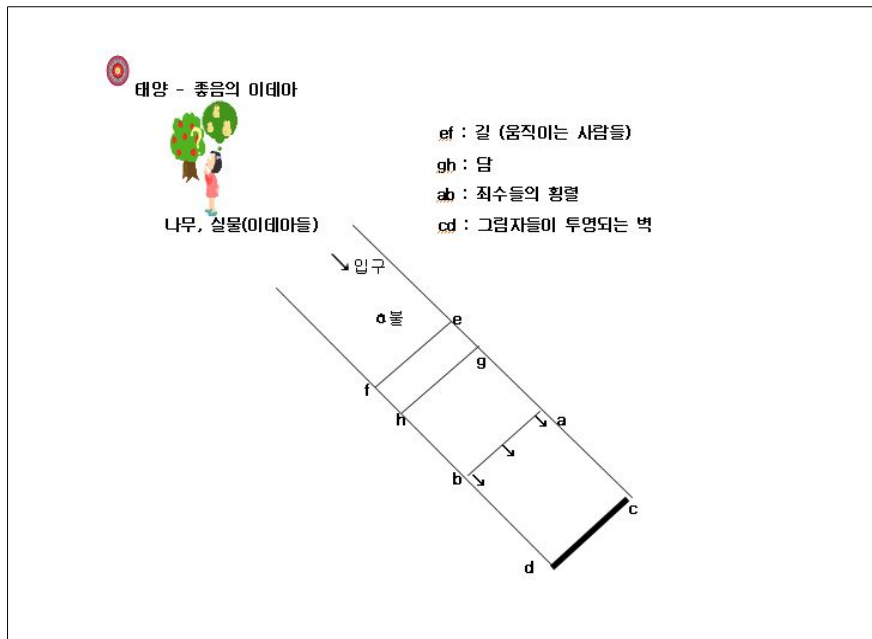 태양 - 좋음의 이데아
ef : 길 (움직이는 사람들)
gh : 담
ab : 죄수들의 횡렬
cd : 그림자들이 투영되는 벽
나무, 실물(이데아들)
↘입구
불
e
g
f
h
a
b
c
d